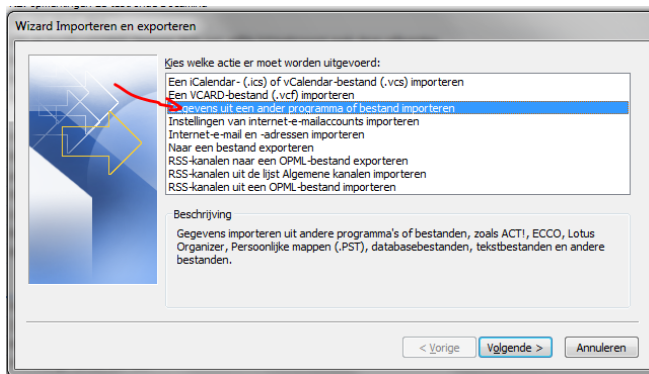 Wizard Importeren en exporteren
Kies welke actie er moet worden uitgevoerd:
Een iCalendar- (.ics) of vCalendar-bestand (.vcs) importeren
Een VCARD-bestand (.vcf) importeren
Gegevens uit een ander programma of bestand importeren
Instellingen van internet-e-mailaccounts importeren
Internet-e-mail en -adressen importeren
Naar een bestand exporteren
RSS-kanalen naar een OPML-bestand exporteren
RSS-kanalen uit de lijst Algemene kanalen importeren
RSS-kanalen uit een OPML-bestand importeren
Beschrijving
Gegevens importeren uit andere programma's of bestanden, zoals ACT!, ECCO, Lotus
Organizer, Persoonlijke mappen (.PST), databasebestanden, tekstbestanden en andere
bestanden.
< Vorige Volgende > Annuleren